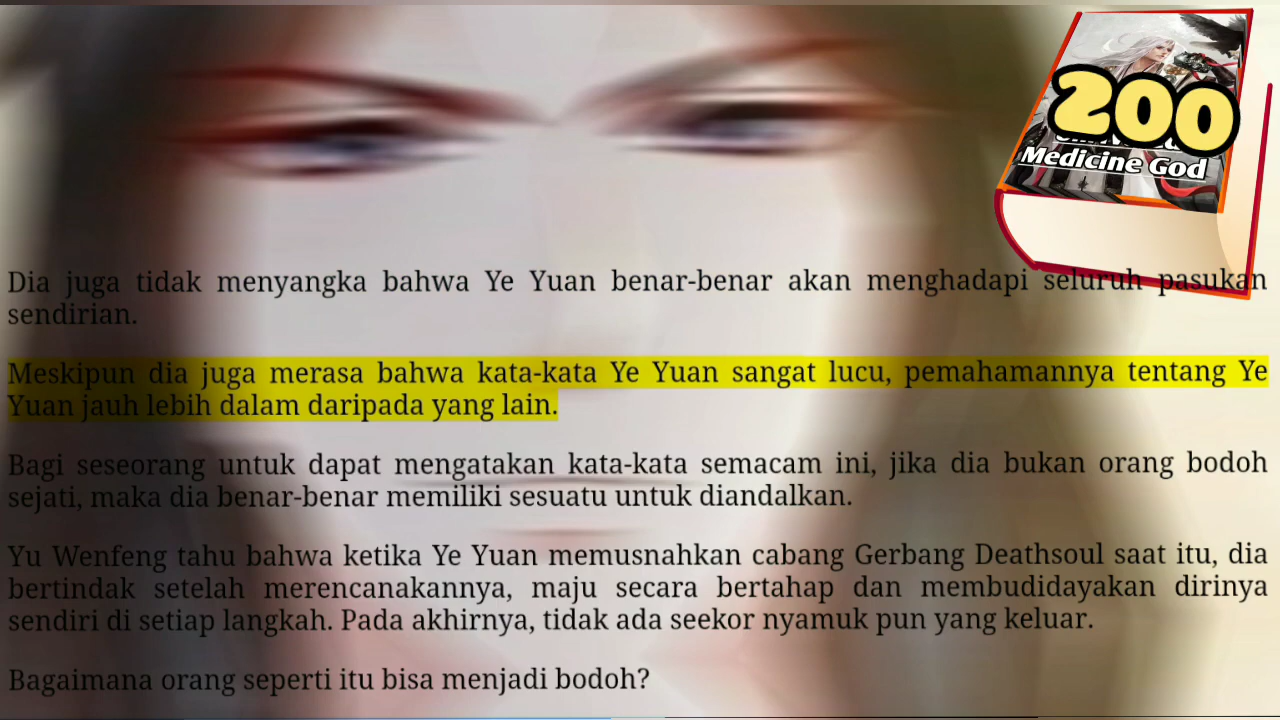 200
Medicine God
Dia juga tidak menyangka bahwa Ye Yuan benar-benar akan menghadapi seluruh pasukan
sendirian.
Meskipun dia juga merasa bahwa kata-kata Ye Yuan sangat lucu, pemahamannya tentang Ye
Yuan jauh lebih dalam daripada yang lain.
Bagi seseorang untuk dapat mengatakan kata-kata semacam ini, jika dia bukan orang bodoh
sejati, maka dia benar-benar memiliki sesuatu untuk diandalkan.
Yu Wenfeng tahu bahwa ketika Ye Yuan memusnahkan cabang Gerbang Deathsoul saat itu, dia
bertindak setelah merencanakannya, maju secara bertahap dan membudidayakan dirinya
sendiri di setiap langkah. Pada akhirnya, tidak ada seekor nyamuk pun yang keluar.
Bagaimana orang seperti itu bisa menjadi bodoh?